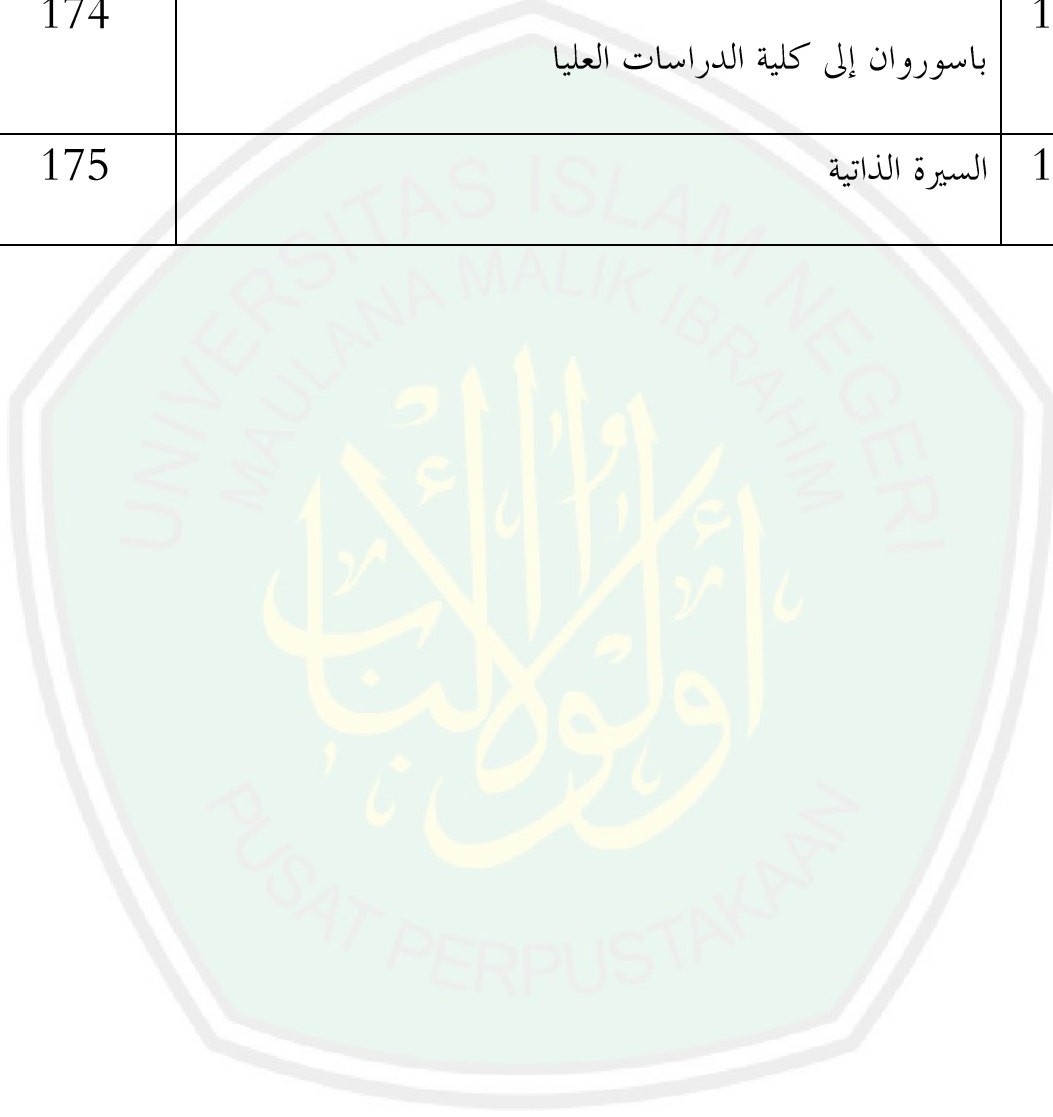 1 174
باسوروان إلى كلية الدراسات العليا
1 السيرة الذاتية 175
UNIVERSITAS ISLAM NEGERI
MAULANA MALIK IBRAHIM
PUSAT PERPUSTAKAAN